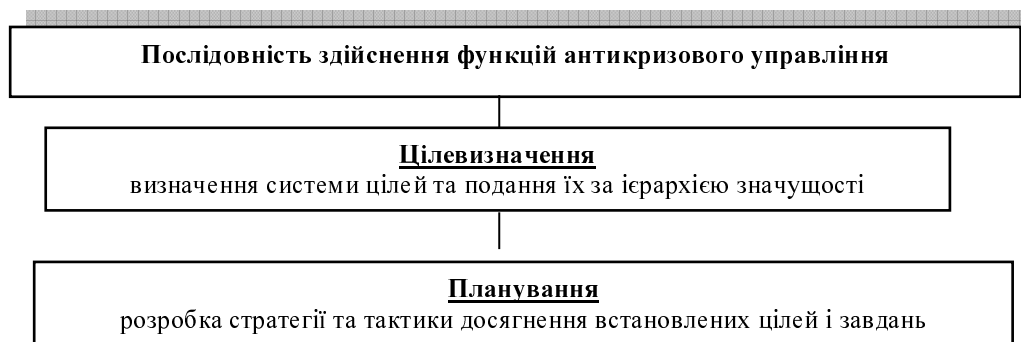 Послідовність здійснення функцій антикризового управління
Цілевизначення
визначення системи цілей та подання їх за ієрархією значущості
Планування
розробка стратегії та тактики досягнення встановлених цілей і завдань